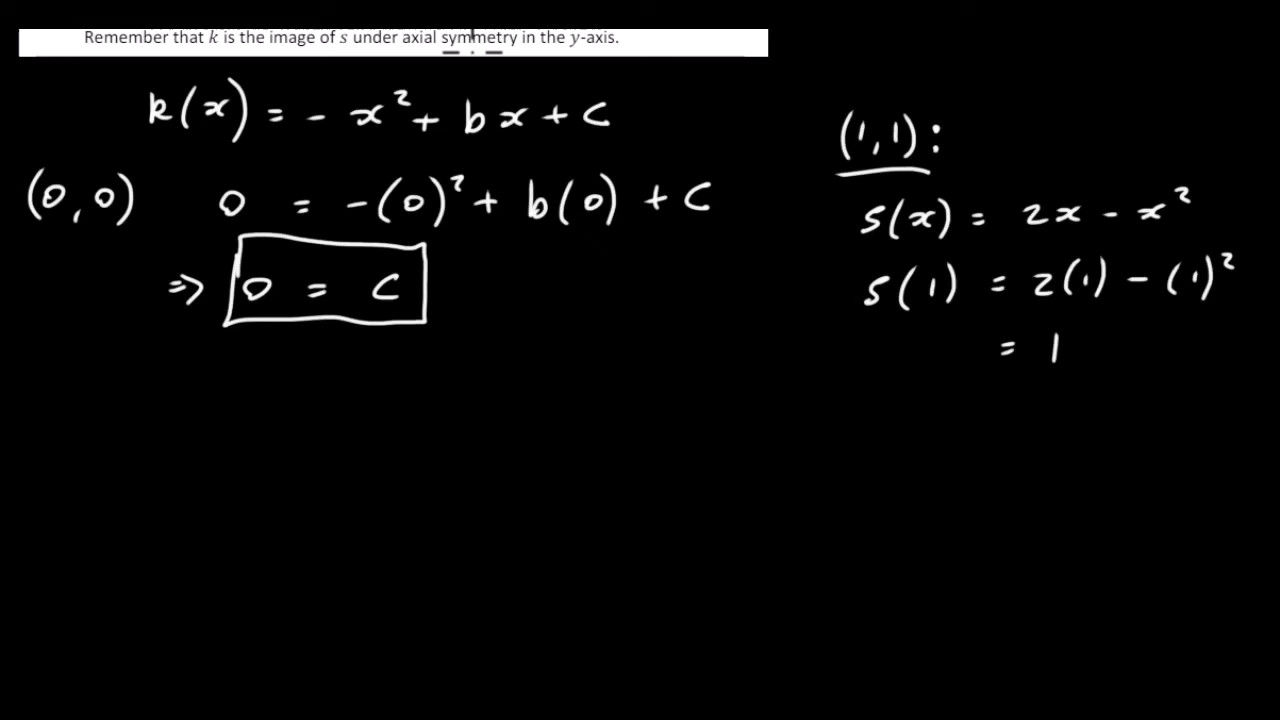 Remember that k is the image of s under axial symmetry in the y-axis.
k(x) = - x² + bx + c
(0,0) 0 = -(0)² + b(0) + c
⇒ 0 = c
(1,1):
s(x) = 2x - x²
s(1) = 2(1) - (1)²
= 1